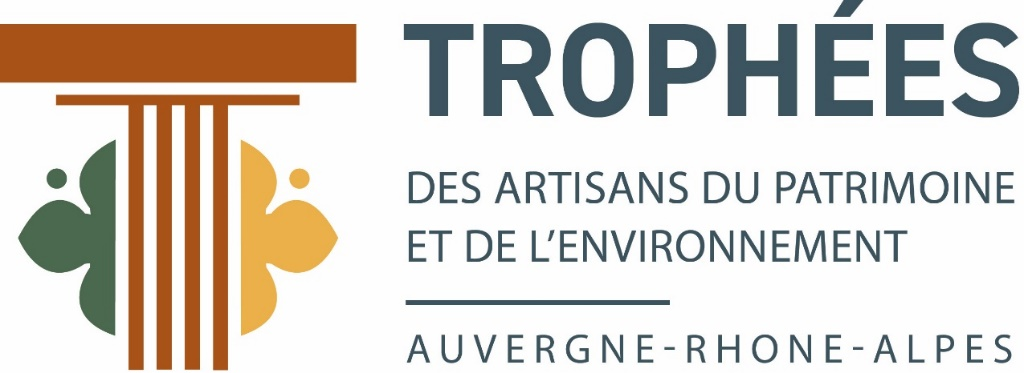 TROPHÉES
DES ARTISANS DU PATRIMOINE
ET DE L'ENVIRONNEMENT
AUVERGNE-RHONE-ALPES